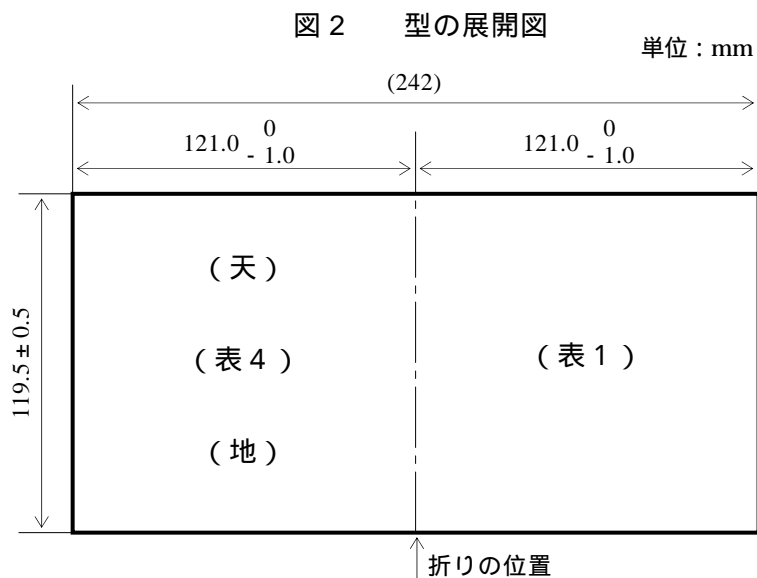 図2　型の展開図
単位：mm
(242)
121.0 0 - 1.0　121.0 0 - 1.0
119.5 ± 0.5
（天）
（表4）　（表1）
（地）
折りの位置